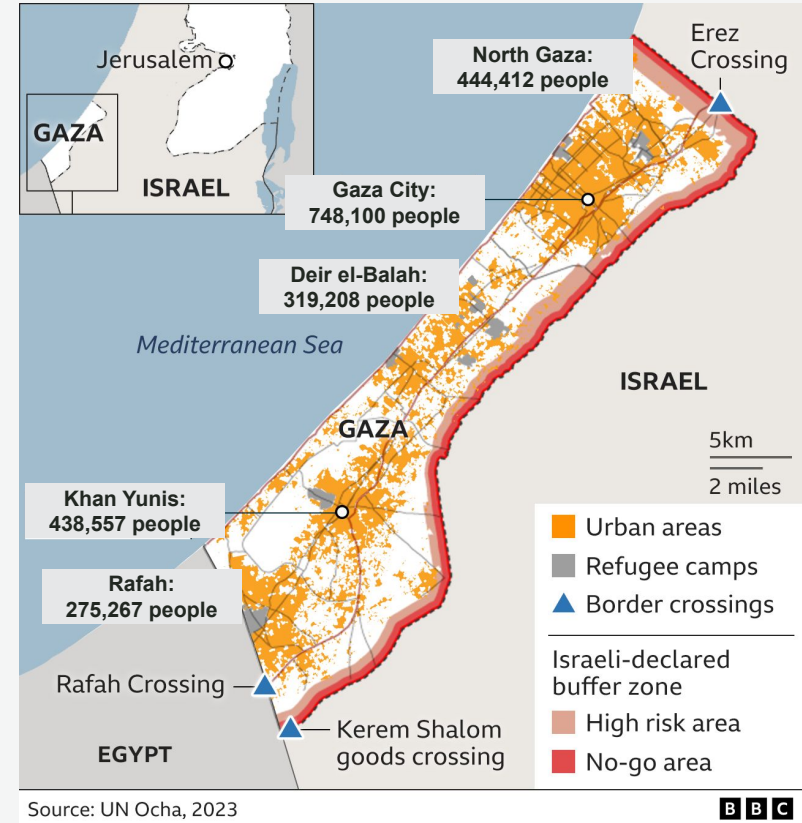 Jerusalem
GAZA
ISRAEL
North Gaza:
444,412 people
Erez
Crossing
Gaza City:
748,100 people
Deir el-Balah:
319,208 people
Mediterranean Sea
ISRAEL
GAZA
5km
2 miles
Khan Yunis:
438,557 people
Rafah:
275,267 people
Rafah Crossing
Kerem Shalom
goods crossing
EGYPT
Urban areas
Refugee camps
Border crossings
Israeli-declared
buffer zone
High risk area
No-go area
Source: UN Ocha, 2023
BBC